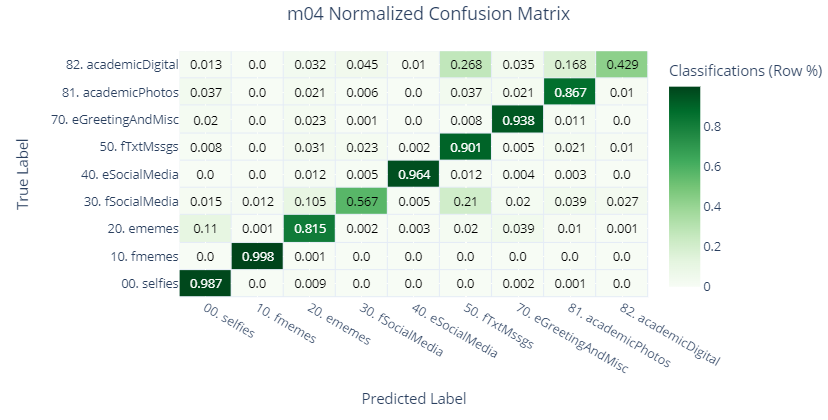 m04 Normalized Confusion Matrix
82. academicDigital 0.013 0.0 0.032 0.045 0.01 0.268 0.035 0.168 0.429
81. academicPhotos 0.037 0.0 0.021 0.006 0.0 0.037 0.021 0.867 0.01
70. eGreetingAndMisc 0.02 0.0 0.023 0.001 0.0 0.008 0.938 0.011 0.0
50. fTxtMssgs 0.008 0.0 0.031 0.023 0.002 0.901 0.005 0.021 0.01
40. eSocialMedia 0.0 0.0 0.012 0.005 0.964 0.012 0.004 0.003 0.0
30. fSocialMedia 0.015 0.012 0.105 0.567 0.005 0.21 0.02 0.039 0.027
20. ememes 0.11 0.001 0.815 0.002 0.003 0.02 0.039 0.01 0.001
10. fmemes 0.0 0.998 0.001 0.0 0.0 0.0 0.0 0.0 0.0
00. selfies 0.987 0.0 0.009 0.0 0.0 0.0 0.002 0.001 0.0
00. selfies
10. fmemes
20. ememes
30. fSocialMedia
40. eSocialMedia
50. fTxtMssgs
70. eGreetingAndMisc
81. academicPhotos
82. academicDigital
Predicted Label
True Label
Classifications (Row %)
0.8
0.6
0.4
0.2
0